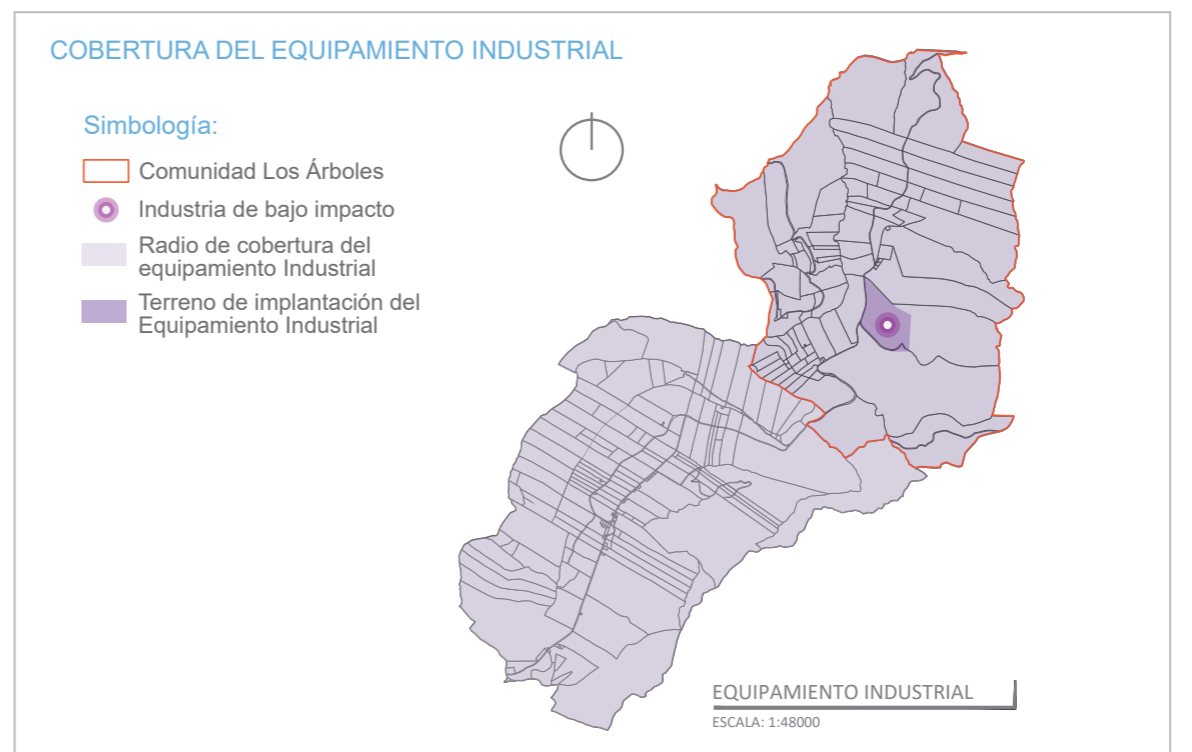 COBERTURA DEL EQUIPAMIENTO INDUSTRIAL
Simbología:
Comunidad Los Árboles
Industria de bajo impacto
Radio de cobertura del
equipamiento Industrial
Terreno de implantación del
Equipamiento Industrial
EQUIPAMIENTO INDUSTRIAL
ESCALA: 1:48000